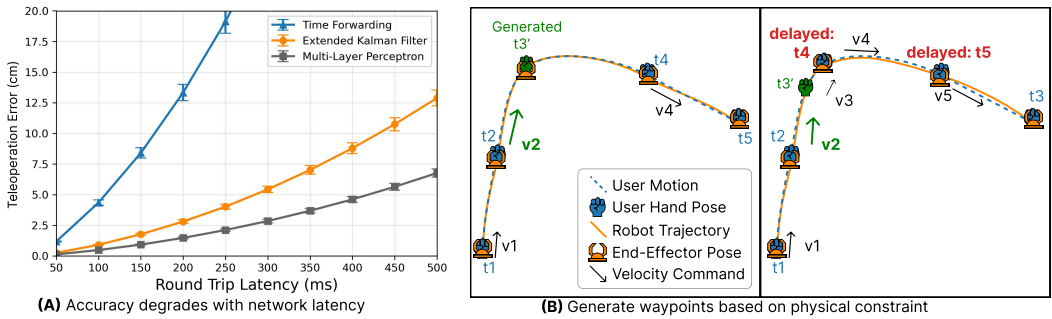 20.0
17.5
15.0
12.5
10.0
7.5
5.0
2.5
0.0
Teleoperation Error (cm)
Time Forwarding
Extended Kalman Filter
Multi-Layer Perceptron
50 100 150 200 250 300 350 400 450 500
Round Trip Latency (ms)
(A) Accuracy degrades with network latency
Generated
t3’
t4
v4
t5
t2
v2
v1
t1
User Motion
User Hand Pose
Robot Trajectory
End-Effector Pose
Velocity Command
delayed:
t4
v4
delayed: t5
t3’
v3
v5
t3
t2
v2
v1
t1
(B) Generate waypoints based on physical constraint